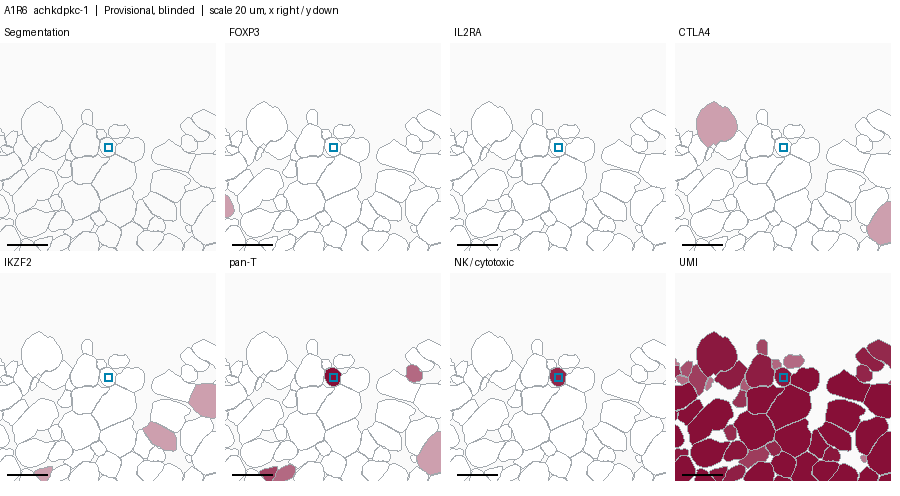 A1R6 achkdpkc-1 | Provisional, blinded | scale 20 um, x right / y down
Segmentation FOXP3 IL2RA CTLA4
IKZF2 pan-T NK / cytotoxic UMI